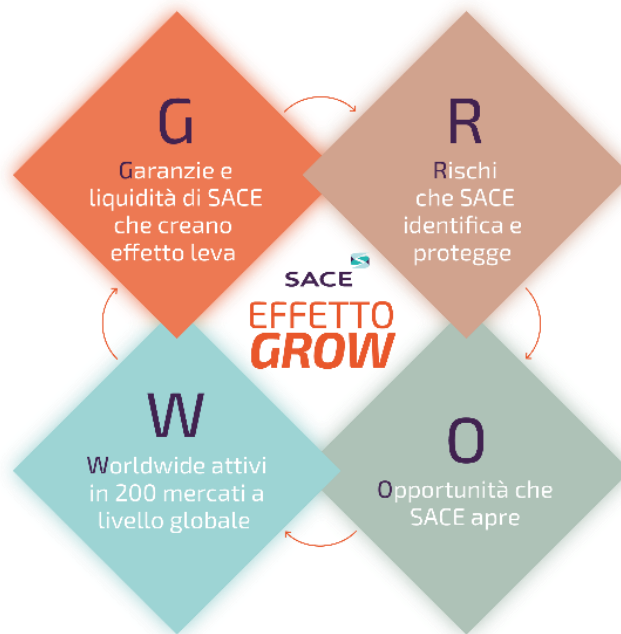 G
Garanzie e
liquidità di SACE
che creano
effetto leva
R
Rischi
che SACE
identifica e
protegge
SACE
EFFETTO
GROW
W
Worldwide attivi
in 200 mercati a
livello globale
O
Opportunità che
SACE apre